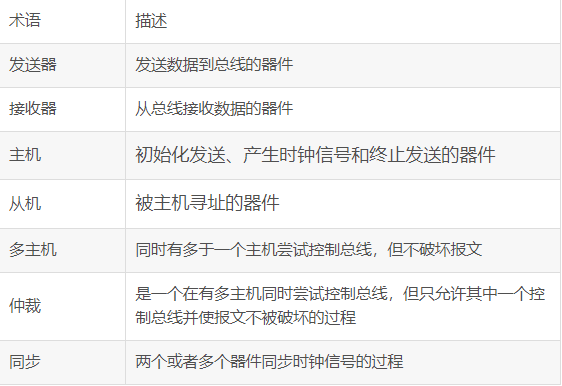 术语 描述
发送器 发送数据到总线的器件
接收器 从总线接收数据的器件
主机 初始化发送、产生时钟信号和终止发送的器件
从机 被主机寻址的器件
多主机 同时有多于一个主机尝试控制总线，但不破坏报文
仲裁 是一个在有多主机同时尝试控制总线，但只允许其中一个控
制总线并使报文不被破坏的过程
同步 两个或者多个器件同步时钟信号的过程